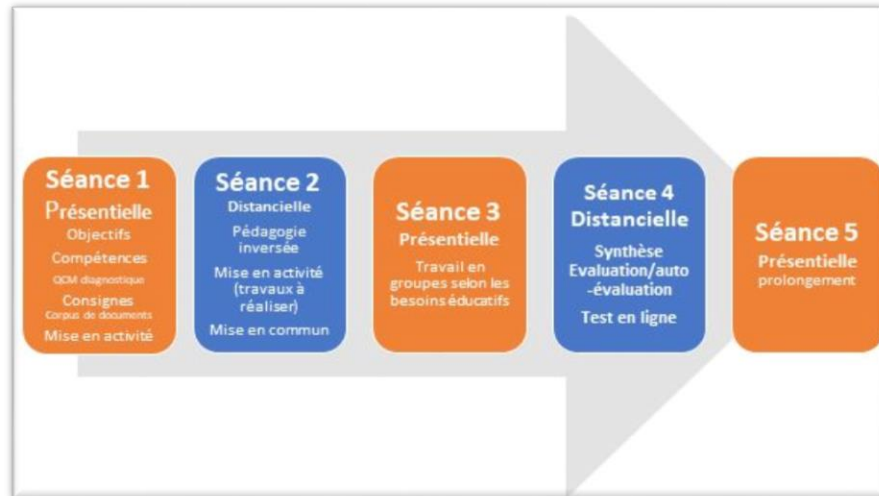 Séance 1
Présentielle
Objectifs
Compétences
QCM diagnostique
Consignes
Corpus de documents
Mise en activité
Séance 2
Distancielle
Pédagogie
inversée
Mise en activité
(travaux à
réaliser)
Mise en commun
Séance 3
Présentielle
Travail en
groupes selon les
besoins éducatifs
Séance 4
Distancielle
Synthèse
Evaluation/auto
-évaluation
Test en ligne
Séance 5
Présentielle
prolongement